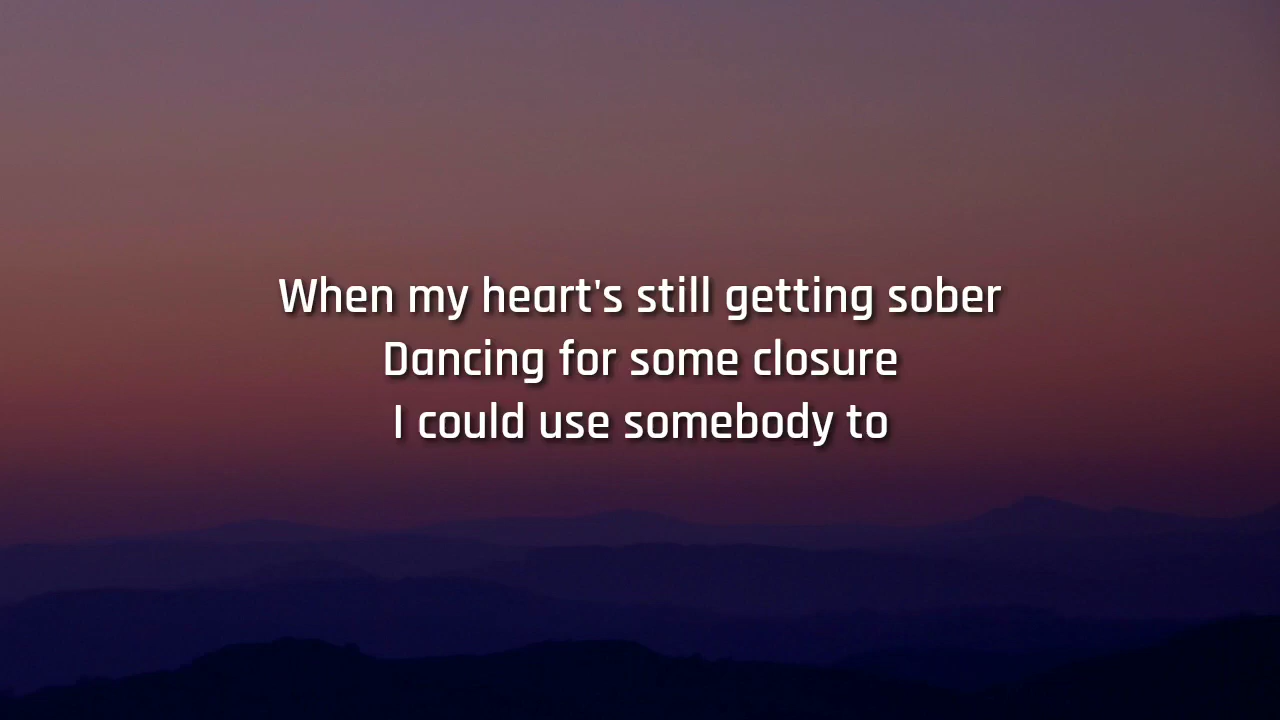 When my heart's still getting sober
Dancing for some closure
I could use somebody to